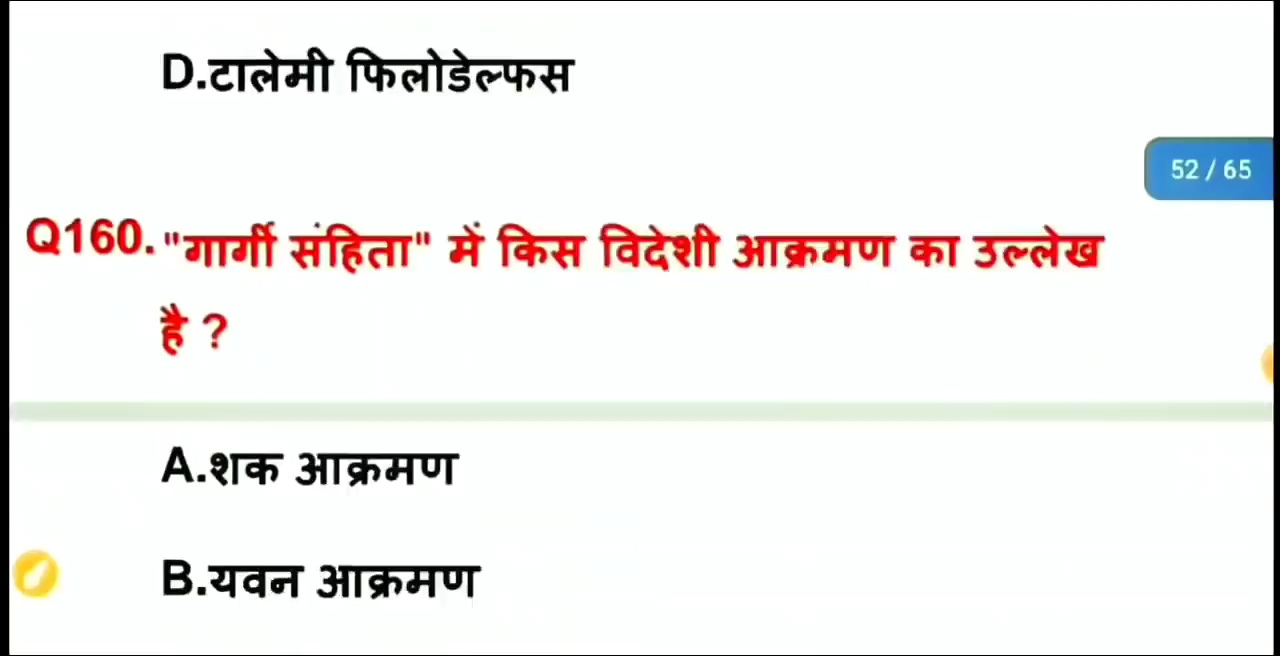 D.टालेमी फिलोडेल्फस
52 / 65
Q160. "गार्गी संहिता" में किस विदेशी आक्रमण का उल्लेख
है ?
A.शक आक्रमण
B.यवन आक्रमण